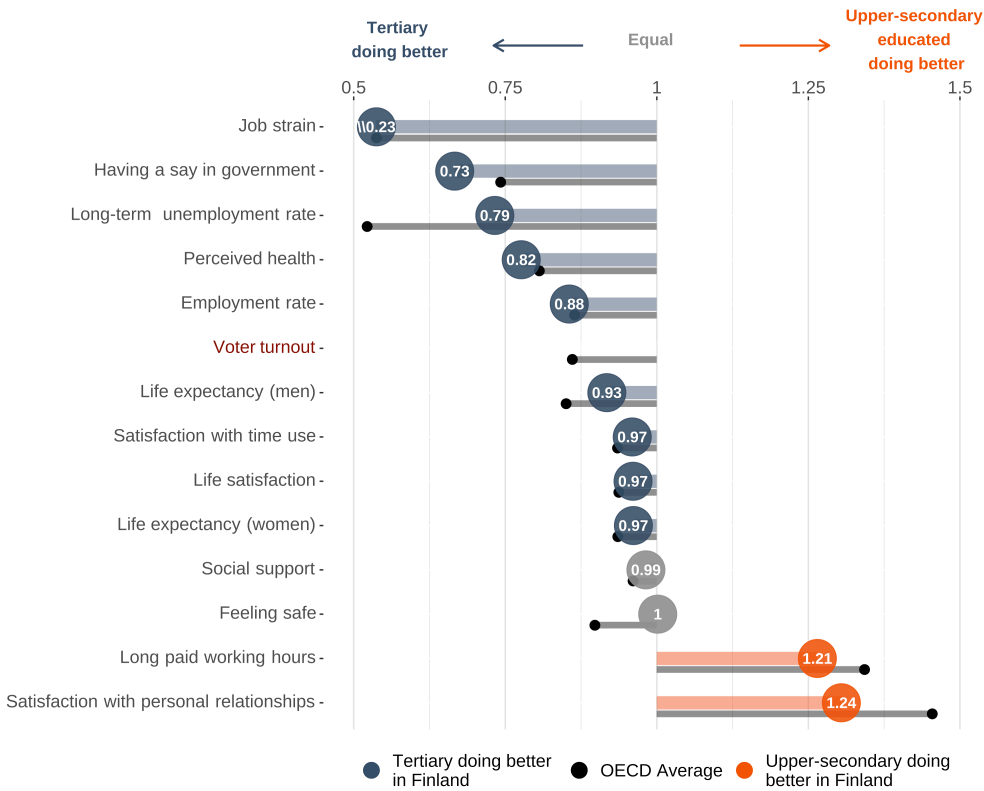 Tertiary
doing better
Equal
Upper-secondary
educated
doing better
0.5 0.75 1 1.25 1.5
Job strain \\0.23
Having a say in government 0.73
Long-term unemployment rate 0.79
Perceived health 0.82
Employment rate 0.88
Voter turnout
Life expectancy (men) 0.93
Satisfaction with time use 0.97
Life satisfaction 0.97
Life expectancy (women) 0.97
Social support 0.99
Feeling safe 1
Long paid working hours 1.21
Satisfaction with personal relationships 1.24
Tertiary doing better
in Finland
OECD Average
Upper-secondary doing
better in Finland